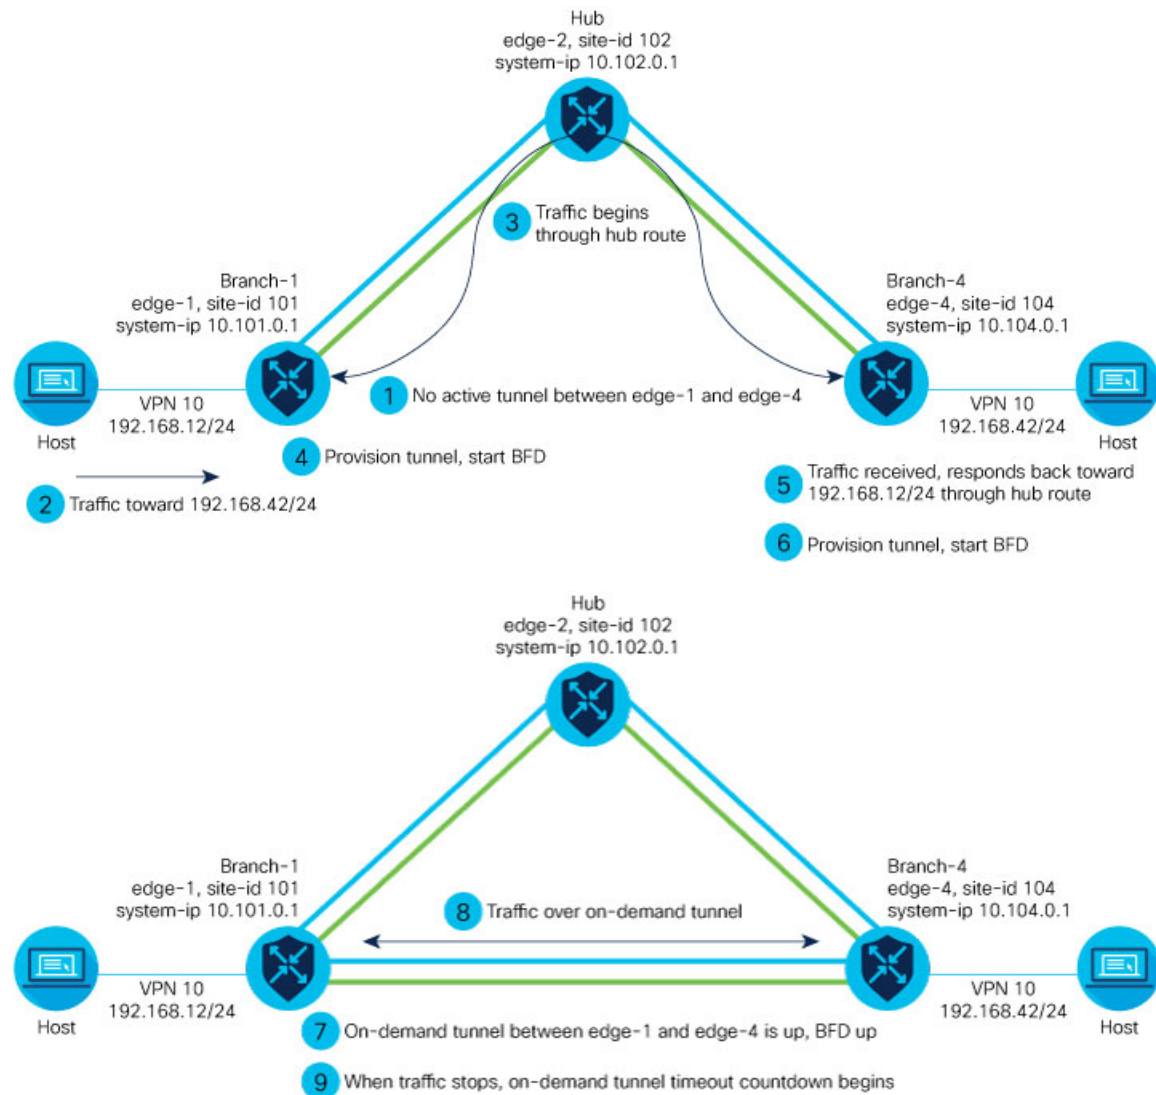 Hub
edge-2, site-id 102
system-ip 10.102.0.1
3 Traffic begins
through hub route
Branch-1
edge-1, site-id 101
system-ip 10.101.0.1
Branch-4
edge-4, site-id 104
system-ip 10.104.0.1
1 No active tunnel between edge-1 and edge-4
VPN 10
192.168.12/24
Host
VPN 10
192.168.42/24
Host
4 Provision tunnel, start BFD
2 Traffic toward 192.168.42/24
5 Traffic received, responds back toward
192.168.12/24 through hub route
6 Provision tunnel, start BFD
Hub
edge-2, site-id 102
system-ip 10.102.0.1
Branch-1
edge-1, site-id 101
system-ip 10.101.0.1
Branch-4
edge-4, site-id 104
system-ip 10.104.0.1
8 Traffic over on-demand tunnel
VPN 10
192.168.12/24
Host
VPN 10
192.168.42/24
Host
7 On-demand tunnel between edge-1 and edge-4 is up, BFD up
9 When traffic stops, on-demand tunnel timeout countdown begins